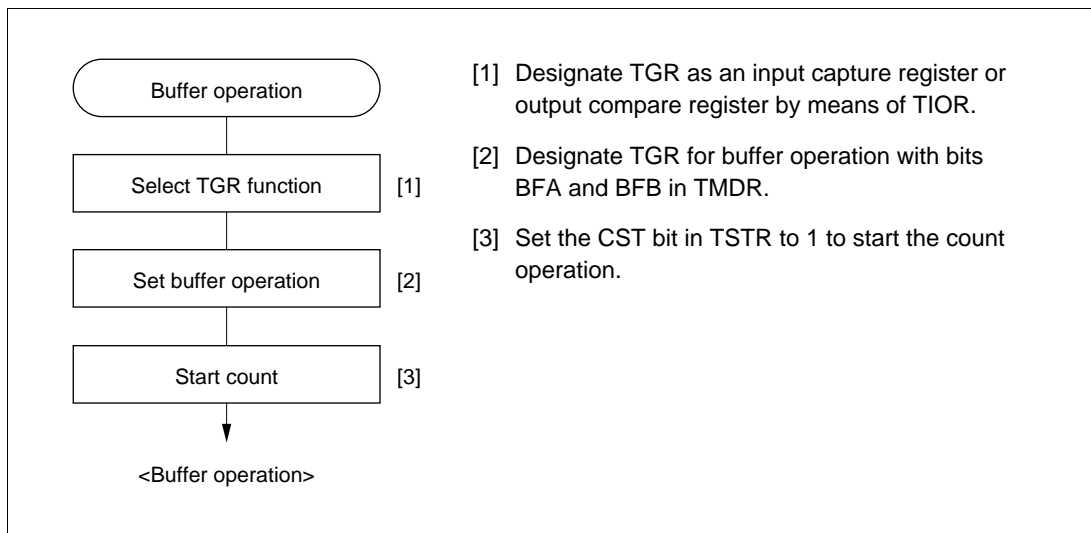 Buffer operation
Select TGR function
[1]
Set buffer operation
[2]
Start count
[3]
<Buffer operation>
[1] Designate TGR as an input capture register or
output compare register by means of TIOR.
[2] Designate TGR for buffer operation with bits
BFA and BFB in TMDR.
[3] Set the CST bit in TSTR to 1 to start the count
operation.